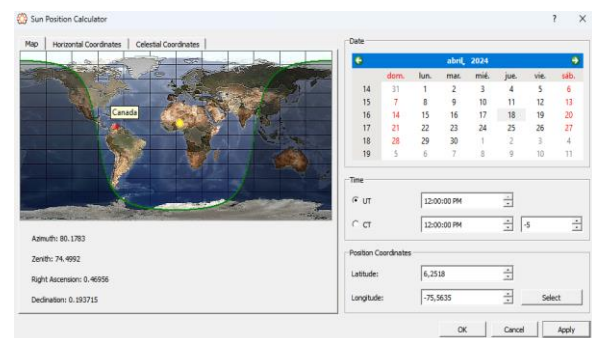 Sun Position Calculator
? X
Map Horizontal Coordinates Celestial Coordinates
Canada
Azimuth: 80.1783
Zenith: 74.4992
Right Ascension: 0.46956
Declination: 0.193715
Date
abril, 2024
dom. lun. mar. mié. jue. vie. sáb.
14 31 1 2 3 4 5 6
15 7 8 9 10 11 12 13
16 14 15 16 17 18 19 20
17 21 22 23 24 25 26 27
18 28 29 30 1 2 3 4
19 5 6 7 8 9 10 11
Time
UT 12:00:00 PM
CT 12:00:00 PM -5
Position Coordinates
Latitude: 6,2518
Longitude: -75,5635 Select
OK Cancel Apply